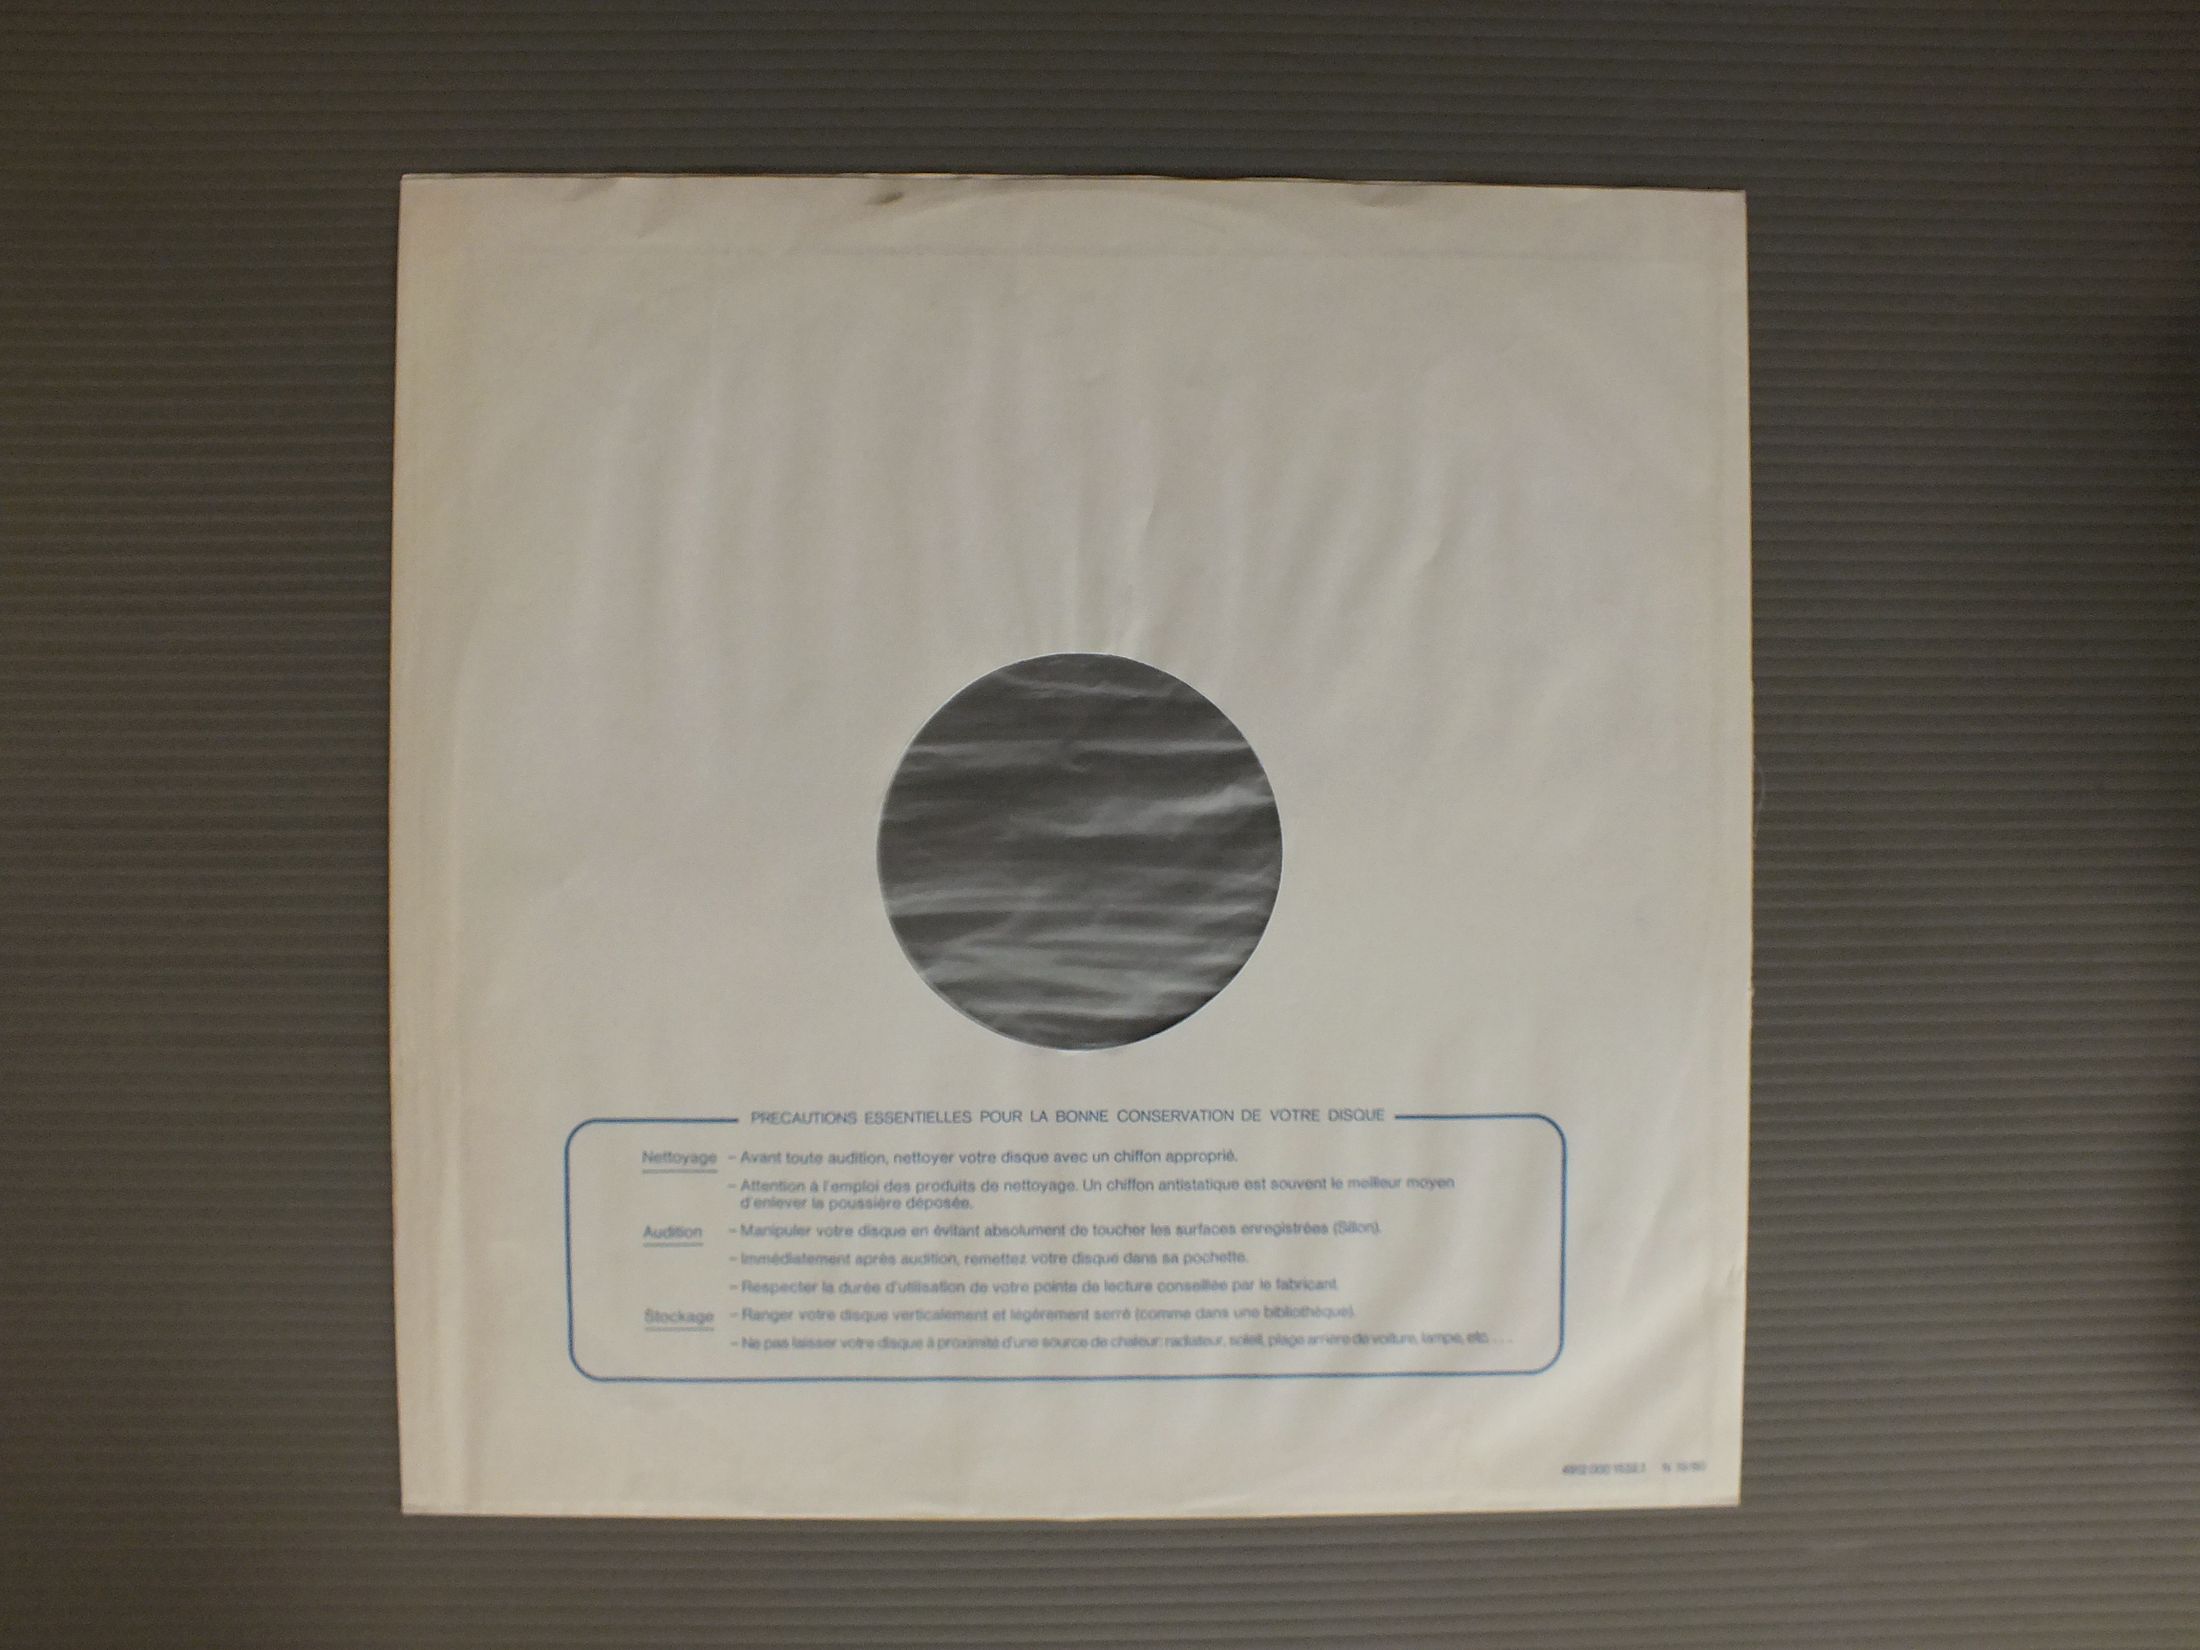 PRECAUTIONS ESSENTIELLES POUR LA BONNE CONSERVATION DE VOTRE DISQUE
Nettoyage – Avant toute audition, nettoyer votre disque avec un chiffon approprié.
– Attention à l'emploi des produits de nettoyage. Un chiffon antistatique est souvent le meilleur moyen
d'enlever la poussière déposée.
Audition – Manipuler votre disque en évitant absolument de toucher les surfaces enregistrées (Sillon).
– Immédiatement après audition, remettez votre disque dans sa pochette.
– Respecter la durée d'utilisation de votre pointe de lecture conseillée par le fabricant.
Stockage – Ranger votre disque verticalement et légèrement serré (comme dans une bibliothèque).
– Ne pas laisser votre disque à proximité d'une source de chaleur: radiateur, soleil, plage arrière de voiture, lampe, etc ...